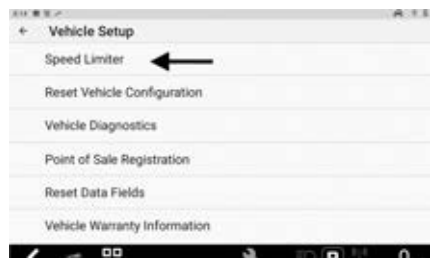 Vehicle Setup
Speed Limiter
Reset Vehicle Configuration
Vehicle Diagnostics
Point of Sale Registration
Reset Data Fields
Vehicle Warranty Information